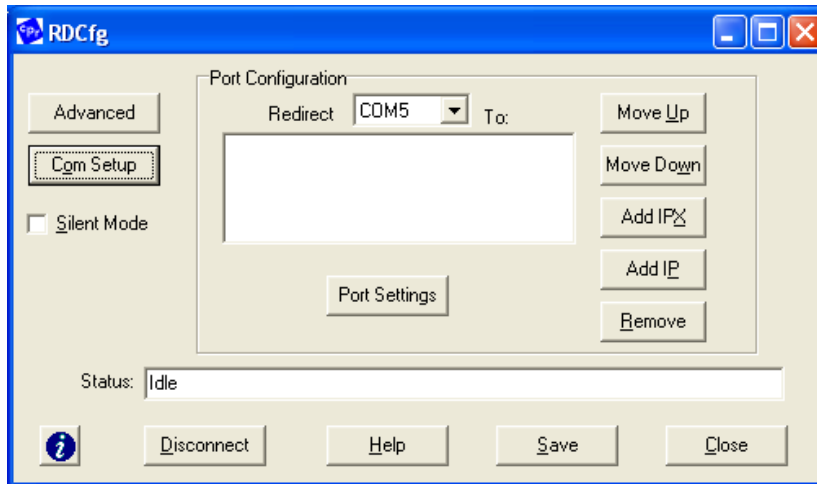 CPr RDCfg
Port Configuration
Advanced
Redirect COM5 To:
Move Up
Com Setup
Move Down
Silent Mode
Add IPX
Add IP
Port Settings
Remove
Status: Idle
i Disconnect Help Save Close